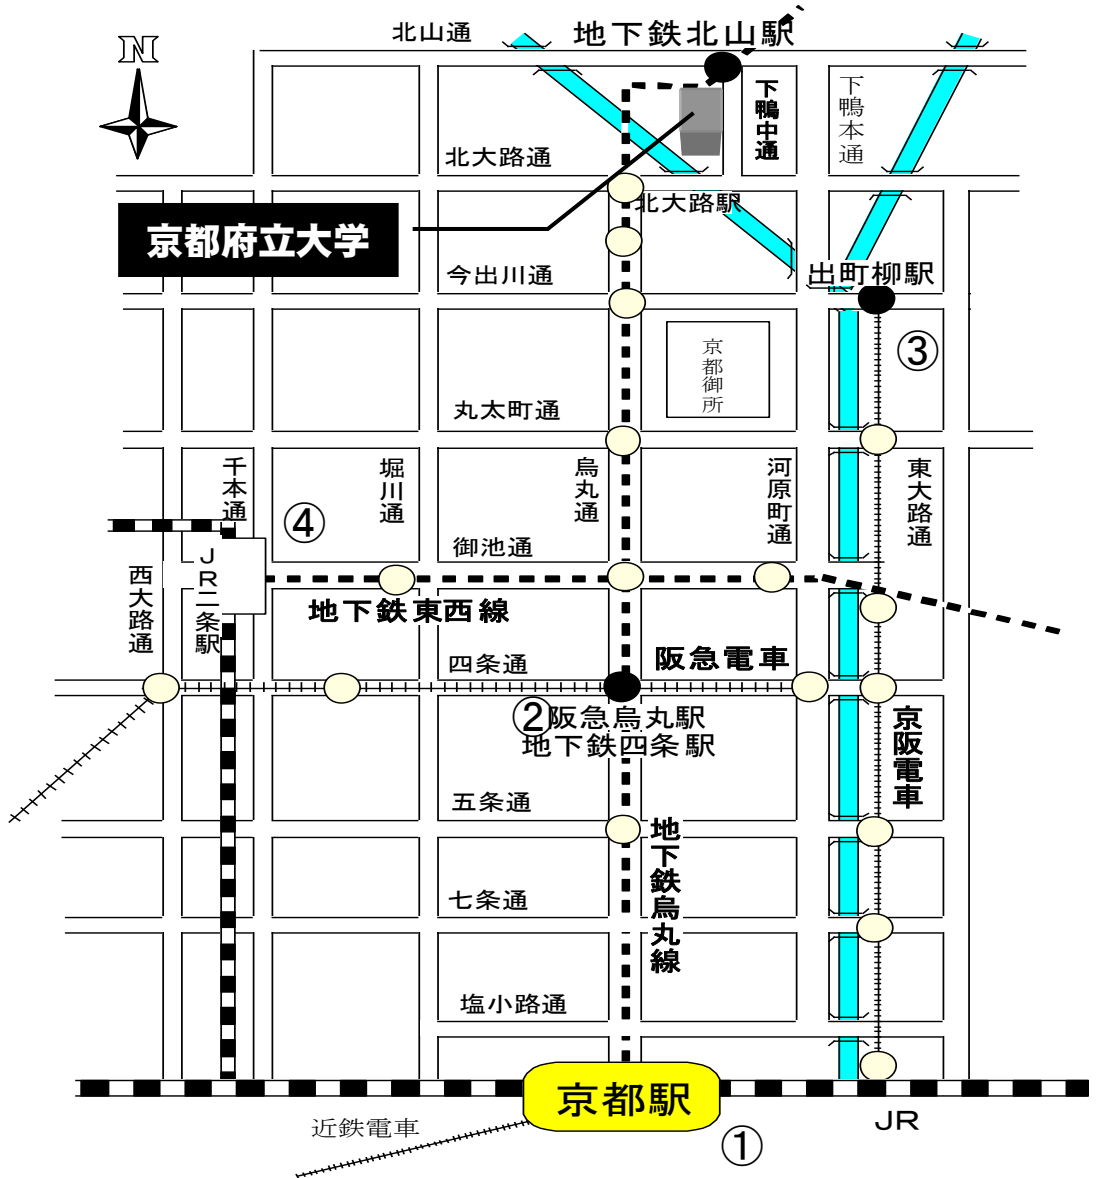 北山通
地下鉄北山駅
N
下鴨中通
下鴨本通
北大路通
北大路駅
京都府立大学
今出川通
出町柳駅
京都御所
③
丸太町通
千本通
堀川通
烏丸通
河原町通
東大路通
④
御池通
JR二条駅
西大路通
地下鉄東西線
四条通
阪急電車
②阪急烏丸駅
地下鉄四条駅
京阪電車
五条通
地下鉄烏丸線
七条通
塩小路通
京都駅
近鉄電車
JR
①